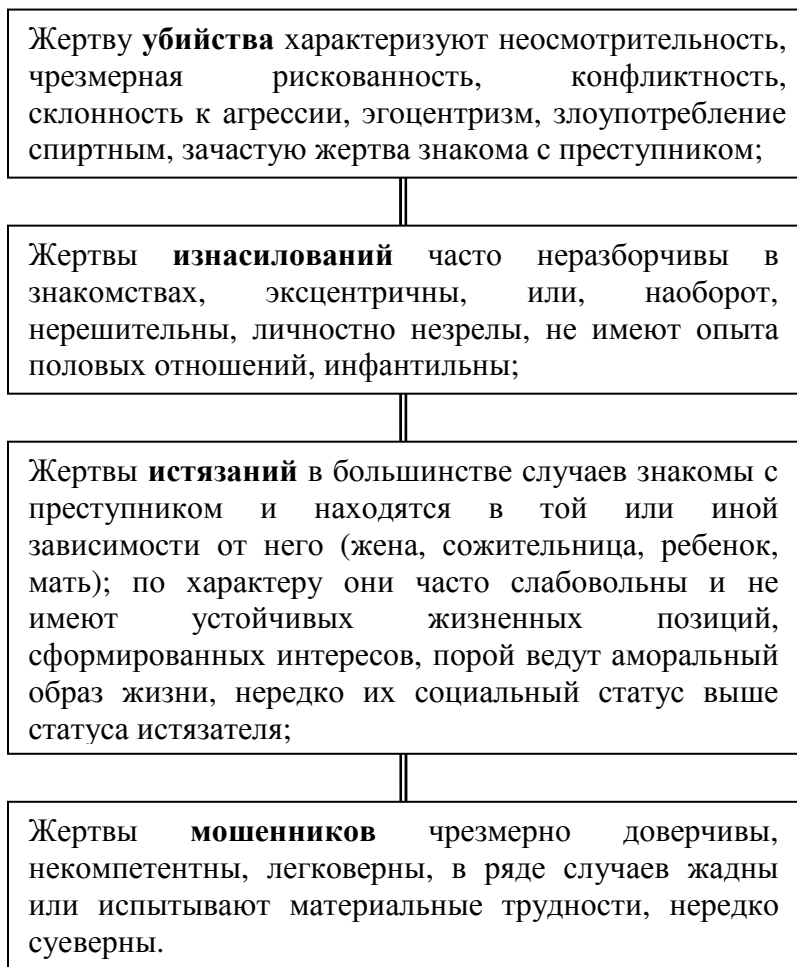 Жертву убийства характеризуют неосмотрительность,
чрезмерная рискованность, конфликтность,
склонность к агрессии, эгоцентризм, злоупотребление
спиртным, зачастую жертва знакома с преступником;
Жертвы изнасилований часто неразборчивы в
знакомствах, эксцентричны, или, наоборот,
нерешительны, личностно незрелы, не имеют опыта
половых отношений, инфантильны;
Жертвы истязаний в большинстве случаев знакомы с
преступником и находятся в той или иной
зависимости от него (жена, сожительница, ребенок,
мать); по характеру они часто слабовольны и не
имеют устойчивых жизненных позиций,
сформированных интересов, порой ведут аморальный
образ жизни, нередко их социальный статус выше
статуса истязателя;
Жертвы мошенников чрезмерно доверчивы,
некомпетентны, легковерны, в ряде случаев жадны
или испытывают материальные трудности, нередко
суеверны.